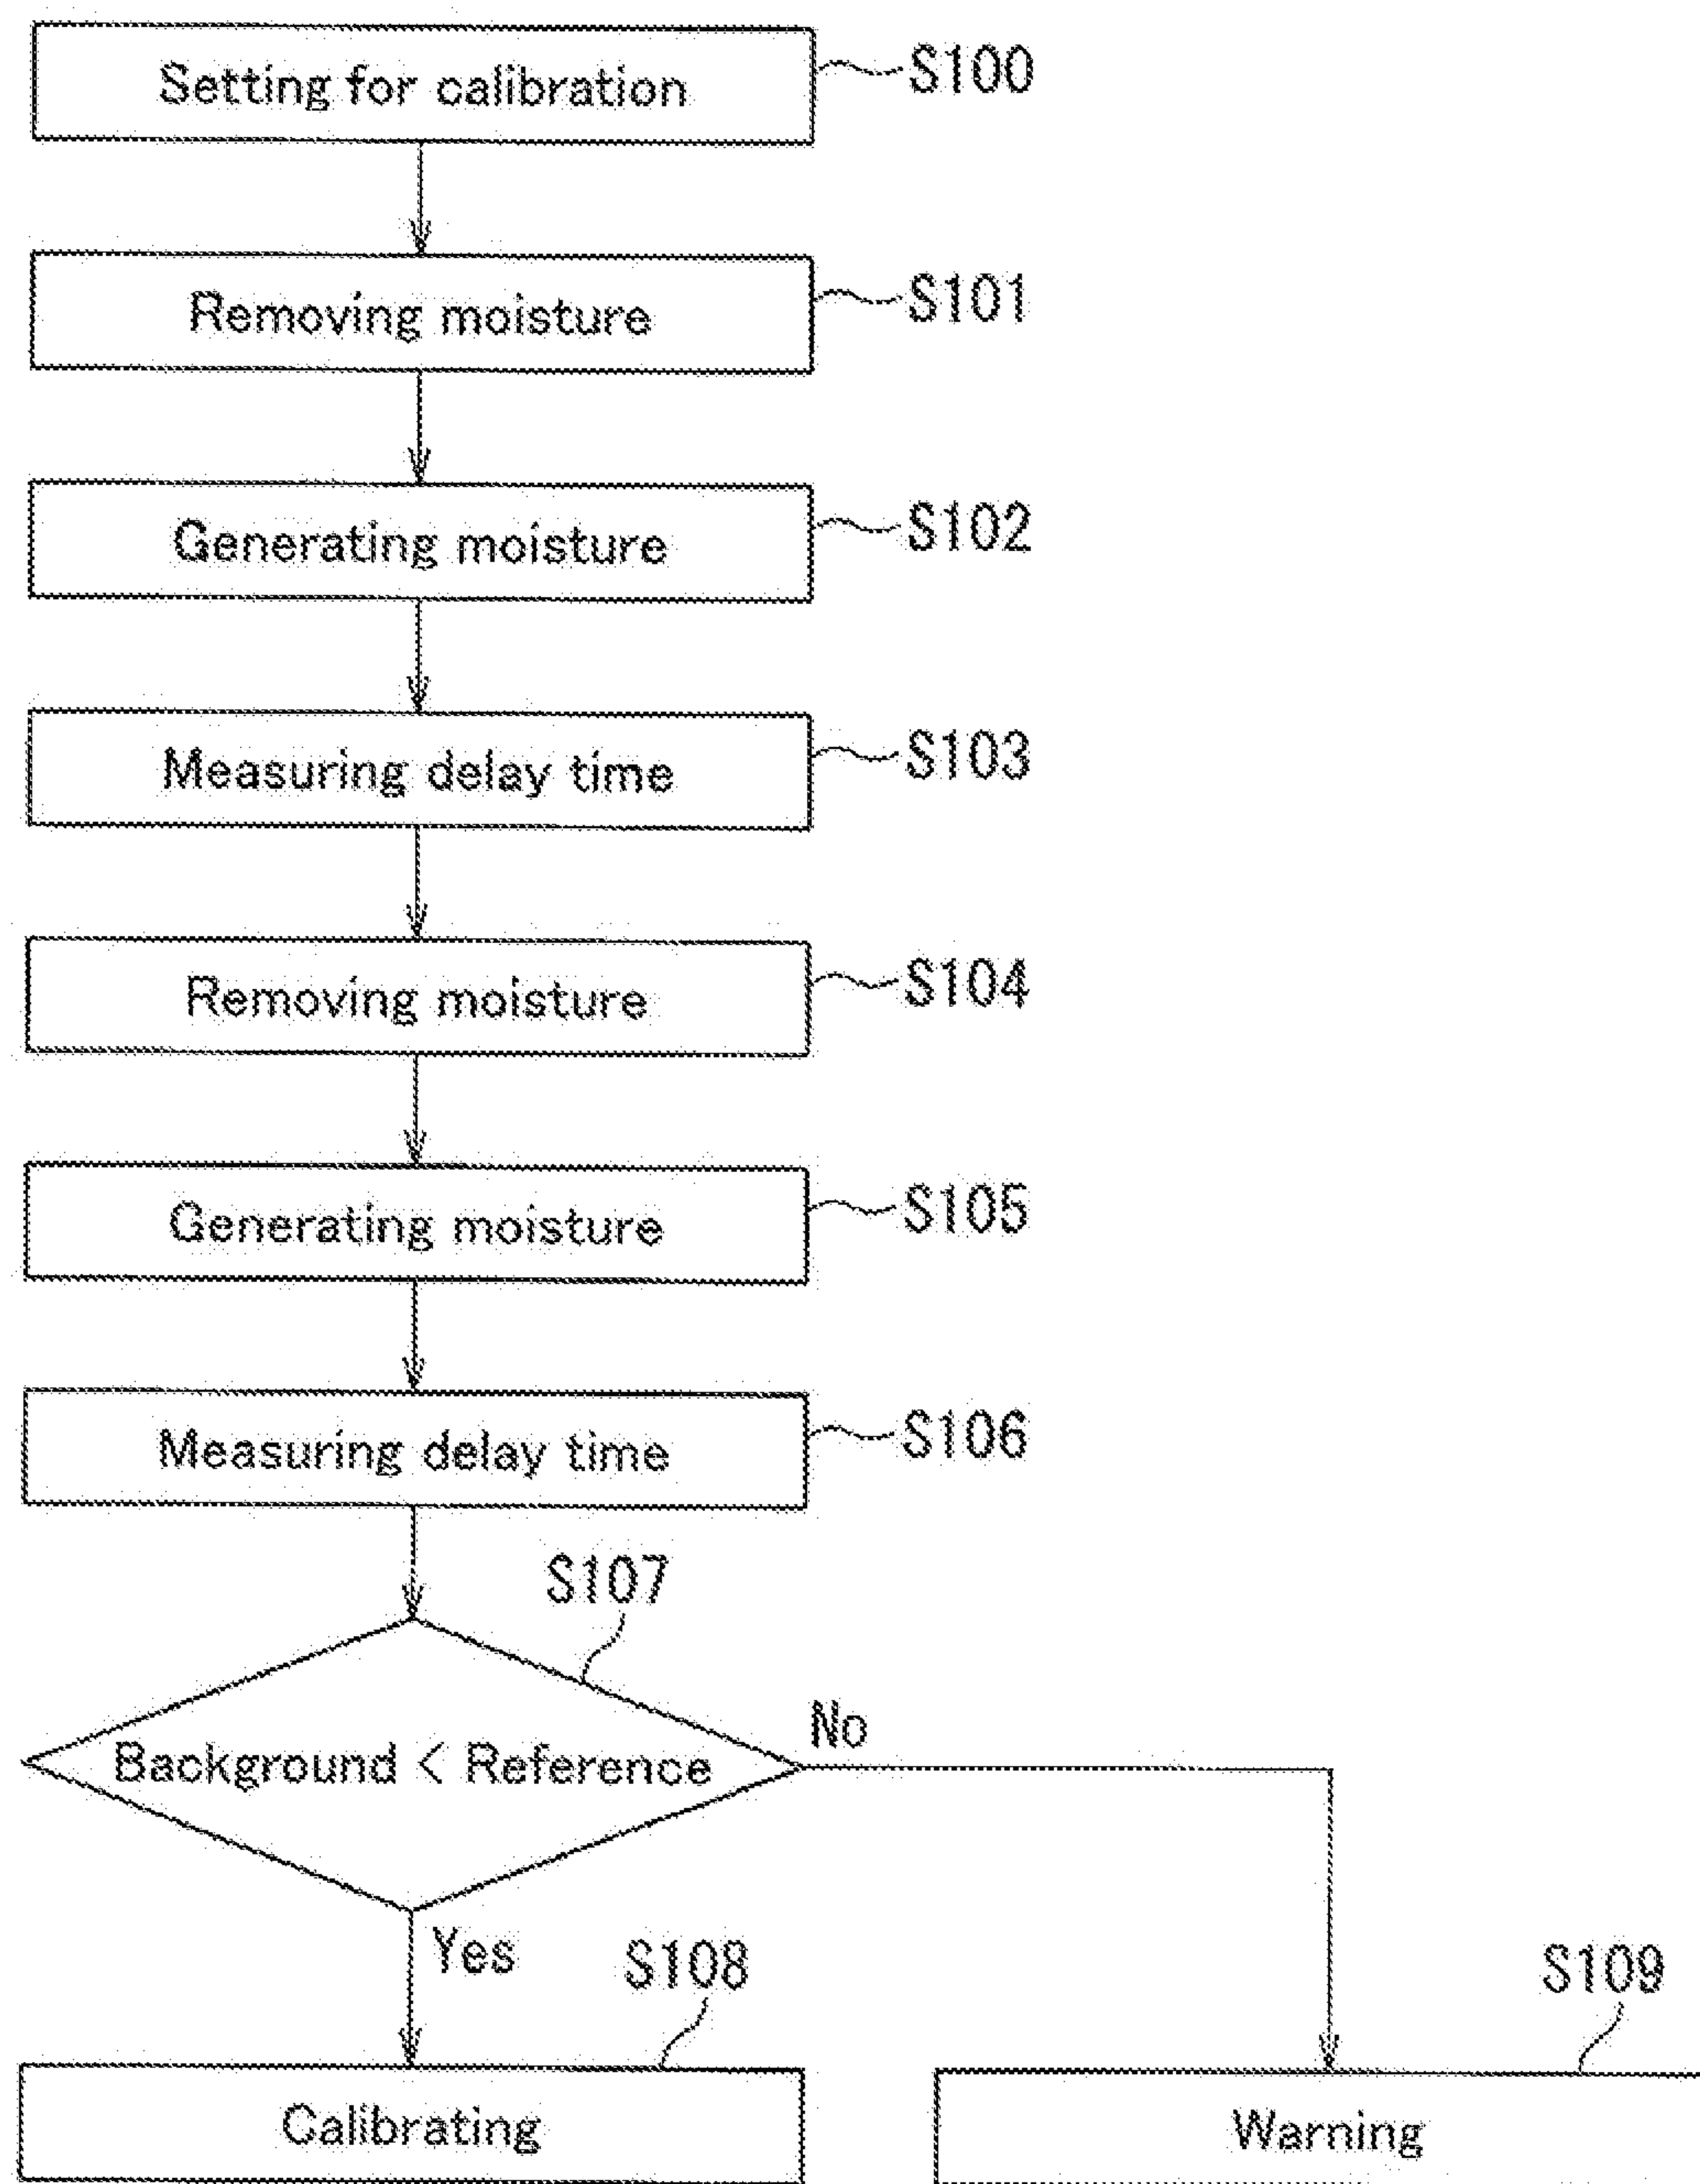 Setting for calibration S100
Removing moisture S101
Generating moisture S102
Measuring delay time S103
Removing moisture S104
Generating moisture S105
Measuring delay time S106
S107
Background < Reference No
Yes S108 S109
Calibrating Warning